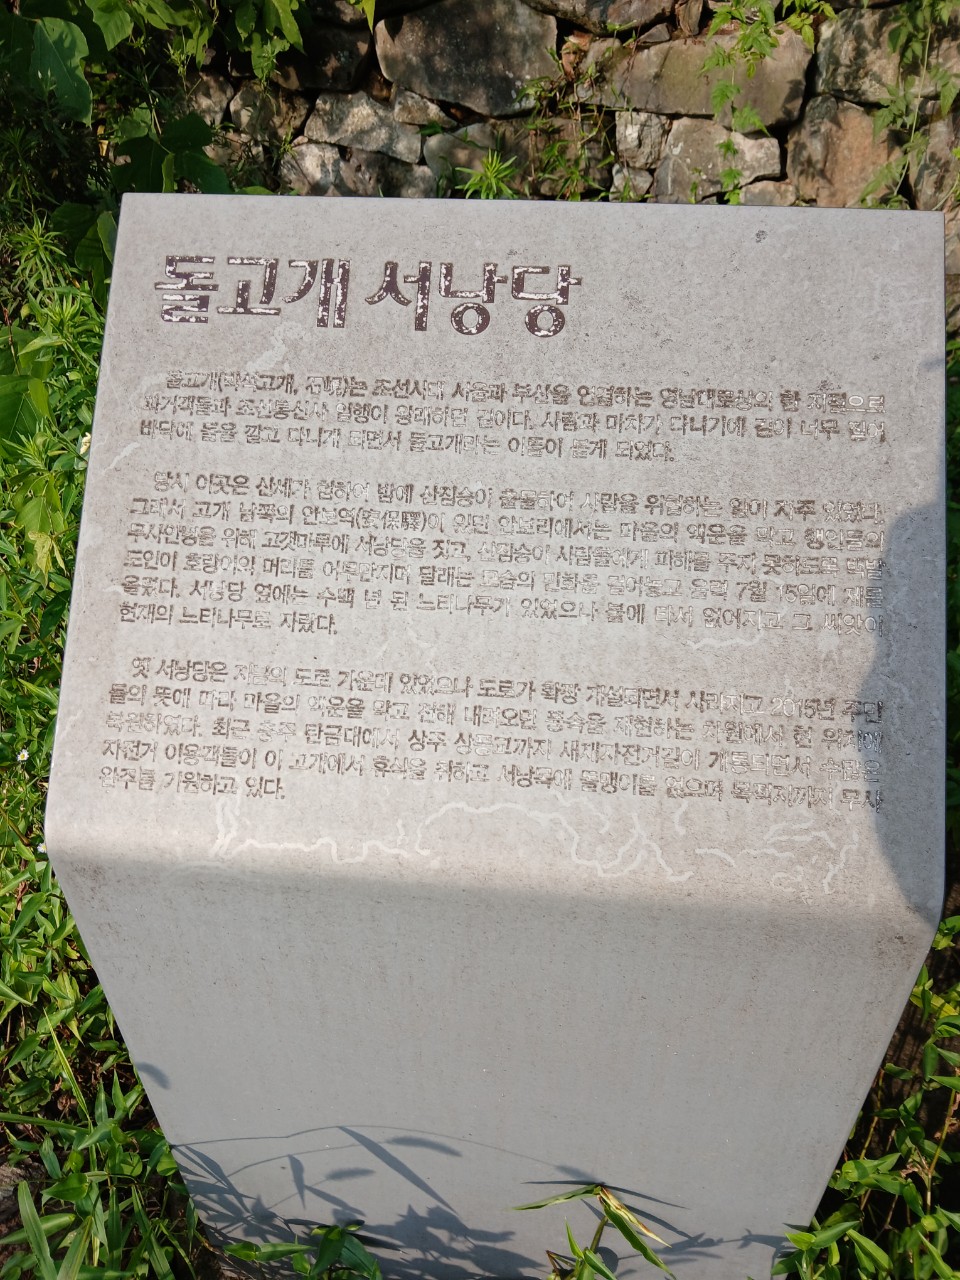 돌고개 서낭당
돌고개(박석고개, )는 조선시대 서울과 부산을 연결하는 영남대로상의 한 지점으로
과거객들과 조선통신사 일행이 왕래하던 길이다. 사람과 마차가 다니기에 길이 너무 질어
바닥에 돌을 깔고 다니게 되면서 돌고개라는 이름이 붙게 되었다.
당시 이곳은 산세가 험하여 밤에 산짐승이 출몰하여 사람을 위협하는 일이 자주 있었다.
그래서 고개 남쪽의 안보역(安保驛)이 있던 안보리에서는 마을의 액운을 막고 행인들의
무사안녕을 위해 고갯마루에 서낭당을 짓고, 산짐승이 사람들에게 피해를 주지 못하도록 백발
도인이 호랑이의 머리를 어루만지며 달래는 모습의 민화를 걸어놓고 음력 7월 15일에 제를
올렸다. 서낭당 옆에는 수백 년 된 느티나무가 있었으나 불에 타서 없어지고 그 씨앗이
현재의 느티나무로 자랐다.
옛 서낭당은 지금의 도로 가운데 있었으나 도로가 확장 개설되면서 사라지고 2015년 주민
들의 뜻에 따라 마을의 액운을 막고 전해 내려오던 풍속을 재현하는 차원에서 현 위치에
복원하였다. 최근 충주 탄금대에서 상주 상풍교까지 새재자전거길이 개통되면서 수많은
자전거 이용객들이 이 고개에서 휴식을 취하고 서낭목에 돌멩이를 얹으며 목적지까지 무사
완주를 기원하고 있다.